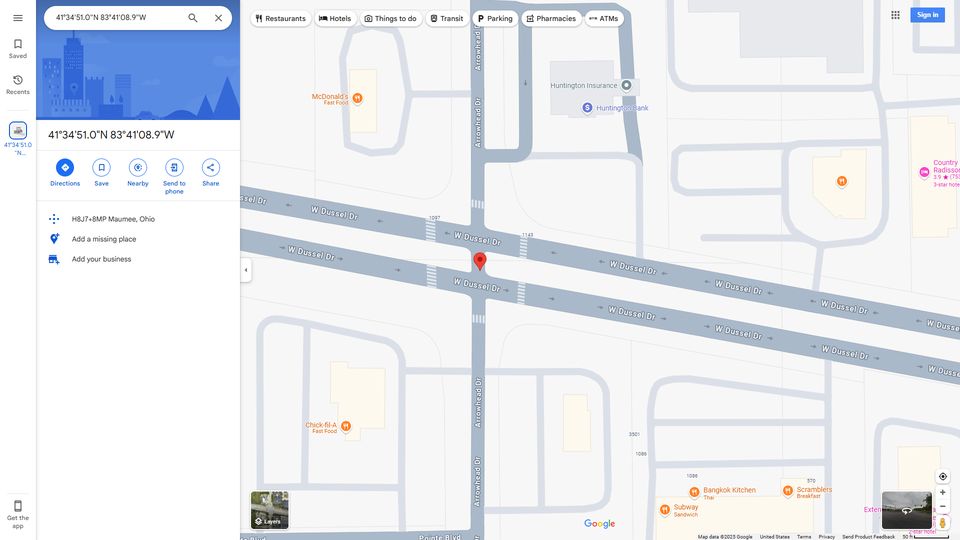 41°34'51.0"N 83°41'08.9"W
Restaurants
Hotels
Things to do
Transit
Parking
Pharmacies
ATMs
Sign in
Saved
Recents
41°34'51.0
"N...
41°34'51.0"N 83°41'08.9"W
Directions
Save
Nearby
Send to
phone
Share
H8J7+8MP Maumee, Ohio
Add a missing place
Add your business
Get the
app
Arrowhead Dr
Arrowhead Dr
McDonald's
Fast Food
Huntington Insurance
Huntington Bank
Country
Radisson
3.9
3-star hotel
W Dussel Dr
W Dussel Dr
1097
W Dussel Dr
1143
W Dussel Dr
W Dussel Dr
W Dussel Dr
W Dussel Dr
W Dussel Dr
W Dussel
W Dussel Dr
W Dussel Dr
W Dussel Dr
W Dusse
Arrowhead Dr
Arrowhead Dr
Chick-fil-A
Fast Food
3501
1086
1086
570
Bangkok Kitchen
Thai
Scramblers
Breakfast
Subway
Sandwich
Layers
Google
Pointe Blvd
Map data ©2025 Google
United States
Terms
Privacy
Send Product Feedback
50 ft